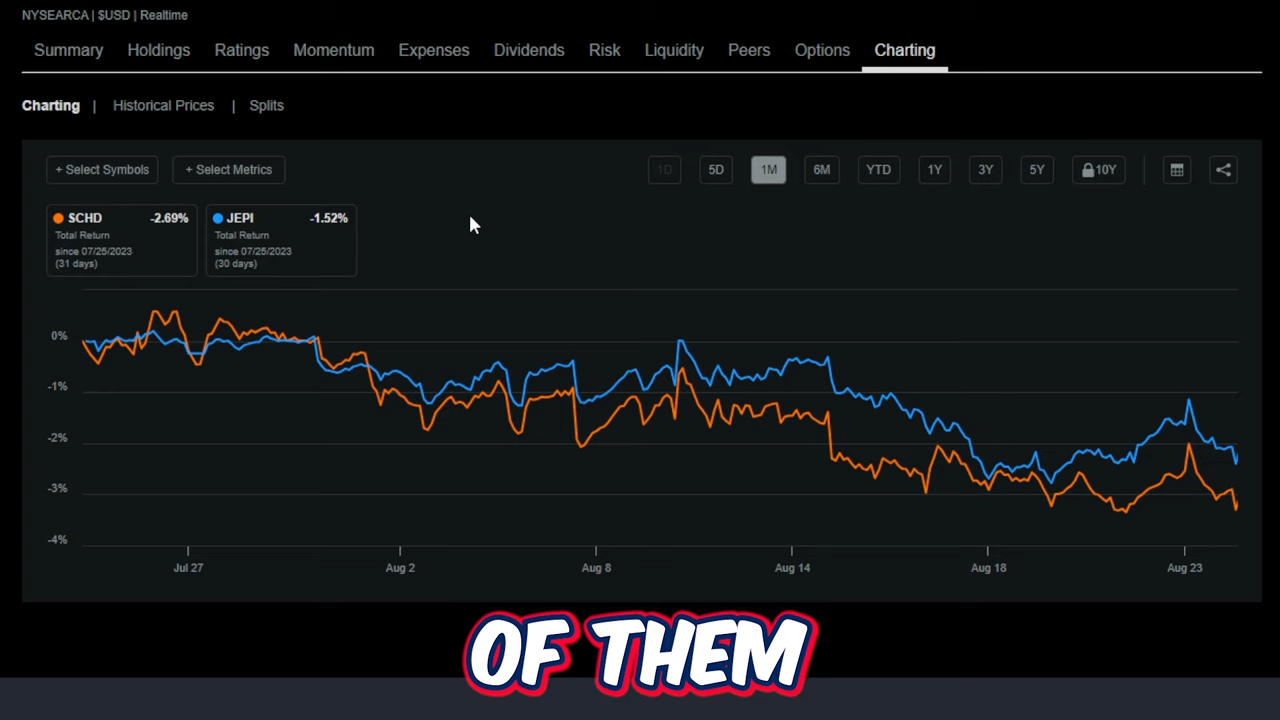 NYSEARCA | $USD | Realtime
Summary Holdings Ratings Momentum Expenses Dividends Risk Liquidity Peers Options Charting
Charting | Historical Prices | Splits
+ Select Symbols + Select Metrics 1D 5D 1M 6M YTD 1Y 3Y 5Y 10Y
SCHD -2.69% JEPI -1.52%
Total Return Total Return
since 07/25/2023 since 07/25/2023
(31 days) (30 days)
0%
-1%
-2%
-3%
-4%
Jul 27 Aug 2 Aug 8 Aug 14 Aug 18 Aug 23
OF THEM